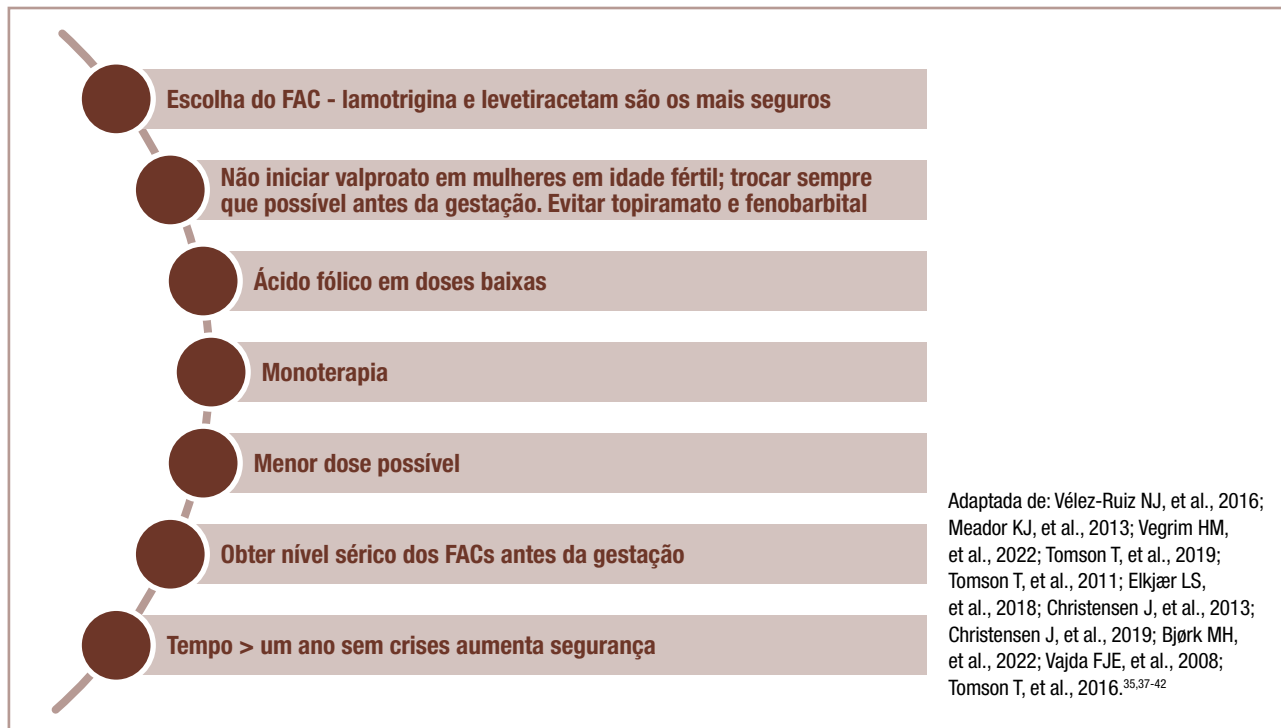 Escolha do FAC - lamotrigina e levetiracetam são os mais seguros
Não iniciar valproato em mulheres em idade fértil; trocar sempre
que possível antes da gestação. Evitar topiramato e fenobarbital
Ácido fólico em doses baixas
Monoterapia
Menor dose possível
Obter nível sérico dos FACs antes da gestação
Tempo > um ano sem crises aumenta segurança
Adaptada de: Vélez-Ruiz NJ, et al., 2016;
Meador KJ, et al., 2013; Vegrim HM,
et al., 2022; Tomson T, et al., 2019;
Tomson T, et al., 2011; Elkjær LS,
et al., 2018; Christensen J, et al., 2013;
Christensen J, et al., 2019; Bjørk MH,
et al., 2022; Vajda FJE, et al., 2008;
Tomson T, et al., 2016.35,37-42